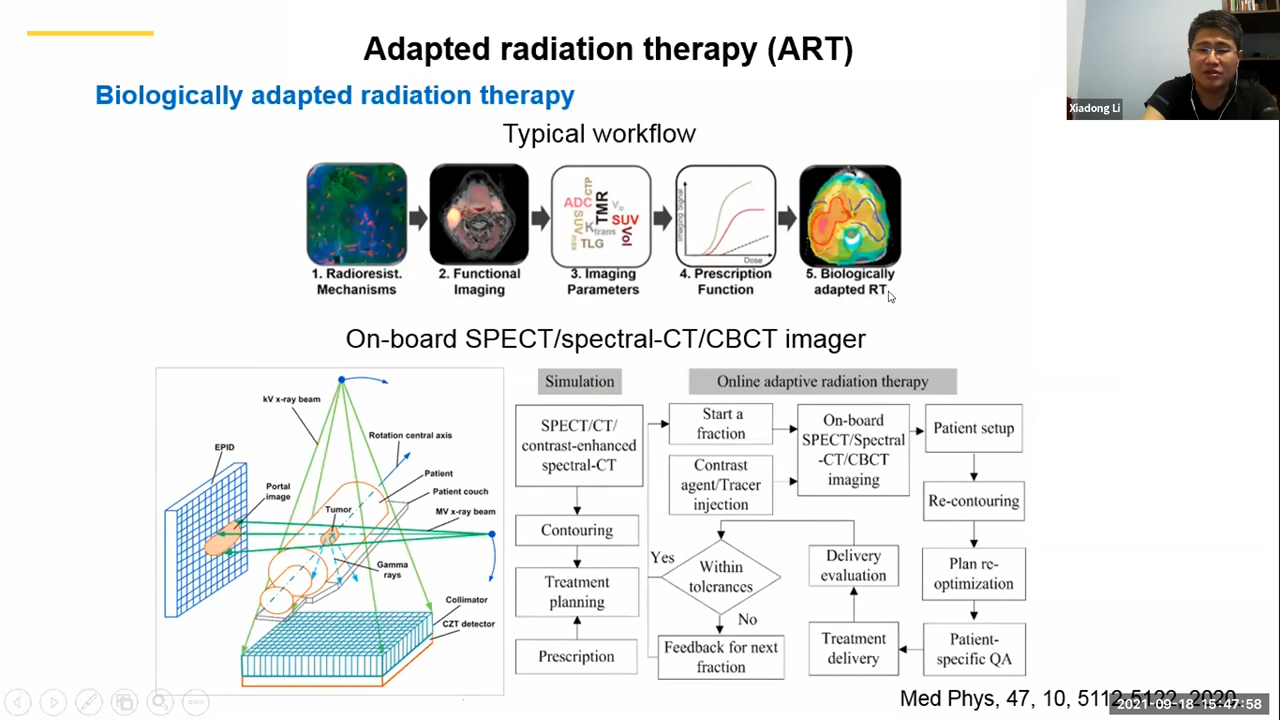 Adapted radiation therapy (ART)
Xiadong Li
Biologically adapted radiation therapy
Typical workflow
ADC
CTP
TMR
SUV
SUVmax
Ktrans
TLG
Vol
Dose
1. Radioresist.
Mechanisms
2. Functional
Imaging
3. Imaging
Parameters
4. Prescription
Function
5. Biologically
adapted RT
On-board SPECT/spectral-CT/CBCT imager
kV x-ray beam
Rotation central axis
EPID
Patient
Portal
image
Patient couch
Tumor
MV x-ray beam
Gamma
rays
Collimator
CZT detector
Simulation
Online adaptive radiation therapy
SPECT/CT/
contrast-enhanced
spectral-CT
Start a
fraction
On-board
SPECT/Spectral
-CT/CBCT
imaging
Patient setup
Contrast
agent/Tracer
injection
Re-contouring
Contouring
Yes
Within
tolerances
Delivery
evaluation
Plan re-
optimization
Treatment
planning
No
Prescription
Feedback for next
fraction
Treatment
delivery
Patient-
specific QA
Med Phys, 47, 10, 5112-5122, 2020
2021-09-18 15:47:58